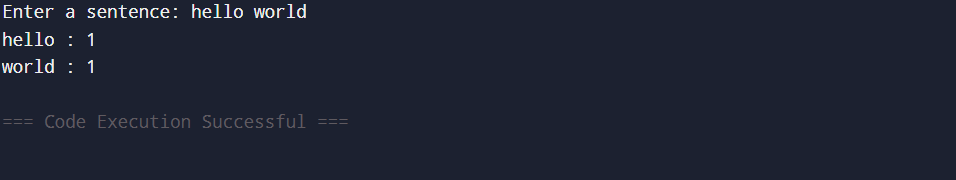 Enter a sentence: hello world
hello : 1
world : 1
=== Code Execution Successful ===